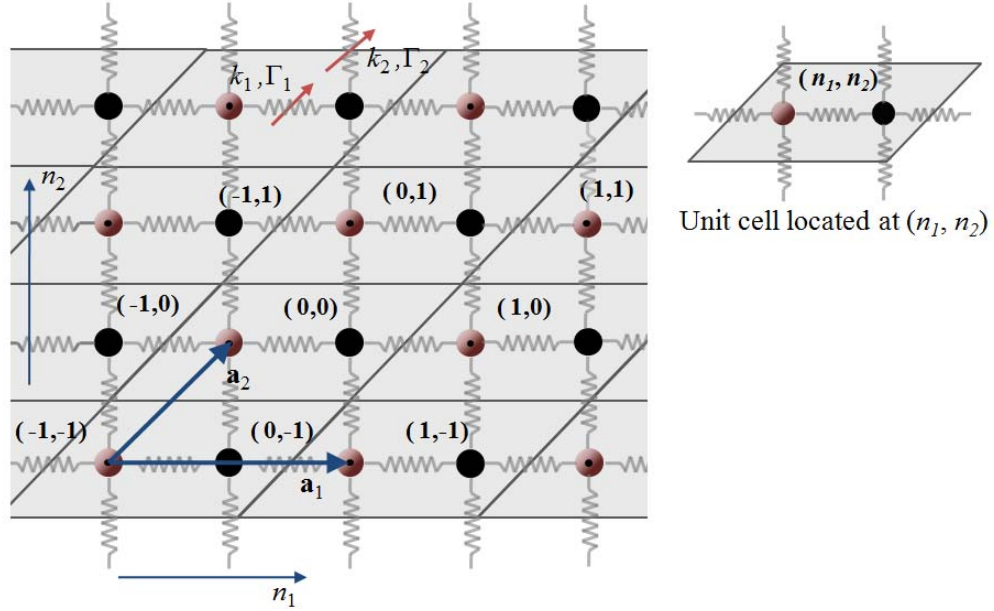 k₁,Γ₁
k₂,Γ₂
(n₁, n₂)
n₂
(-1,1)
(0,1)
(1,1)
Unit cell located at (n₁, n₂)
(-1,0)
(0,0)
(1,0)
a₂
(-1,-1)
(0,-1)
(1,-1)
a₁
n₁